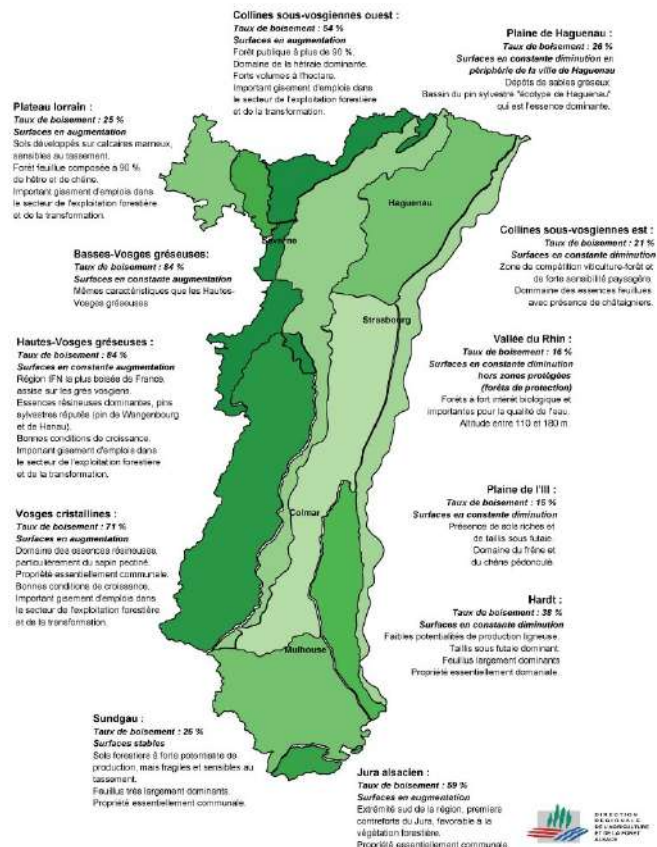 Collines sous-vosgiennes ouest :
Taux de boisement : 54 %
Surfaces en augmentation
Forêt publique à plus de 90 %.
Domaine de la hêtraie dominante.
Forts volumes à l'hectare.
Important gisement d'emplois dans
le secteur de l'exploitation forestière
et de la transformation.
Plaine de Haguenau :
Taux de boisement : 26 %
Surfaces en constante diminution en
périphérie de la ville de Haguenau
Dépôts de sables gréseux.
Bassin du pin sylvestre "écotype de Haguenau"
qui est l'essence dominante.
Plateau lorrain :
Taux de boisement : 25 %
Surfaces en augmentation
Sols développés sur calcaires marneux,
sensibles au tassement.
Forêt feuillue composée à 90 %
de hêtre et de chêne.
Important gisement d'emplois dans
le secteur de l'exploitation forestière
et de la transformation.
Haguenau
Saverne
Collines sous-vosgiennes est :
Taux de boisement : 21 %
Surfaces en constante diminution
Zone de compétition viticulture-forêt et
de forte sensibilité paysagère.
Dommaine des essences feuillues
avec présence de châtaigniers.
Basses-Vosges gréseuses:
Taux de boisement : 84 %
Surfaces en constante augmentation
Mêmes caractéristiques que les Hautes-
Vosges gréseuses
Strasbourg
Hautes-Vosges gréseuses :
Taux de boisement : 84 %
Surfaces en constante augmentation
Région IFN la plus boisée de France,
assise sur les grès vosgiens.
Essences résineuses dominantes, pins
sylvestres réputés (pin de Wangenbourg
et de Hanau).
Bonnes conditions de croissance.
Important gisement d'emplois dans
le secteur de l'exploitation forestière
et de la transformation.
Vallée du Rhin :
Taux de boisement : 16 %
Surfaces en constante diminution
hors zones protégées
(forêts de protection)
Forêts à fort intérêt biologique et
importantes pour la qualité de l'eau.
Altitude entre 110 et 180 m.
Plaine de l'Ill :
Taux de boisement : 15 %
Surfaces en constante diminution
Présence de sols riches et
de taillis sous futaie.
Domaine du frêne et
du chêne pédonculé.
Vosges cristallines :
Taux de boisement : 71 %
Surfaces en augmentation
Domaine des essences résineuses,
particulièrement du sapin pectiné.
Propriété essentiellement communale.
Bonnes conditions de croissance.
Important gisement d'emplois dans
le secteur de l'exploitation forestière
et de la transformation.
Colmar
Hardt :
Taux de boisement : 38 %
Surfaces en constante diminution
Faibles potentialités de production ligneuse.
Taillis sous futaie dominant.
Feuillus largement dominants
Propriété essentiellement domaniale.
Mulhouse
Sundgau :
Taux de boisement : 26 %
Surfaces stables
Sols forestiers à forte potentialité de
production, mais fragiles et sensibles au
tassement.
Feuillus très largement dominants.
Propriété essentiellement communale.
Jura alsacien :
Taux de boisement : 59 %
Surfaces en augmentation
Extrémité sud de la région, premiers
contreforts du Jura, favorable à la
végétation forestière.
Propriété essentiellement communale
DIRECTION
REGIONALE
DE L'AGRICULTURE
ET DE LA FORET
ALSACE